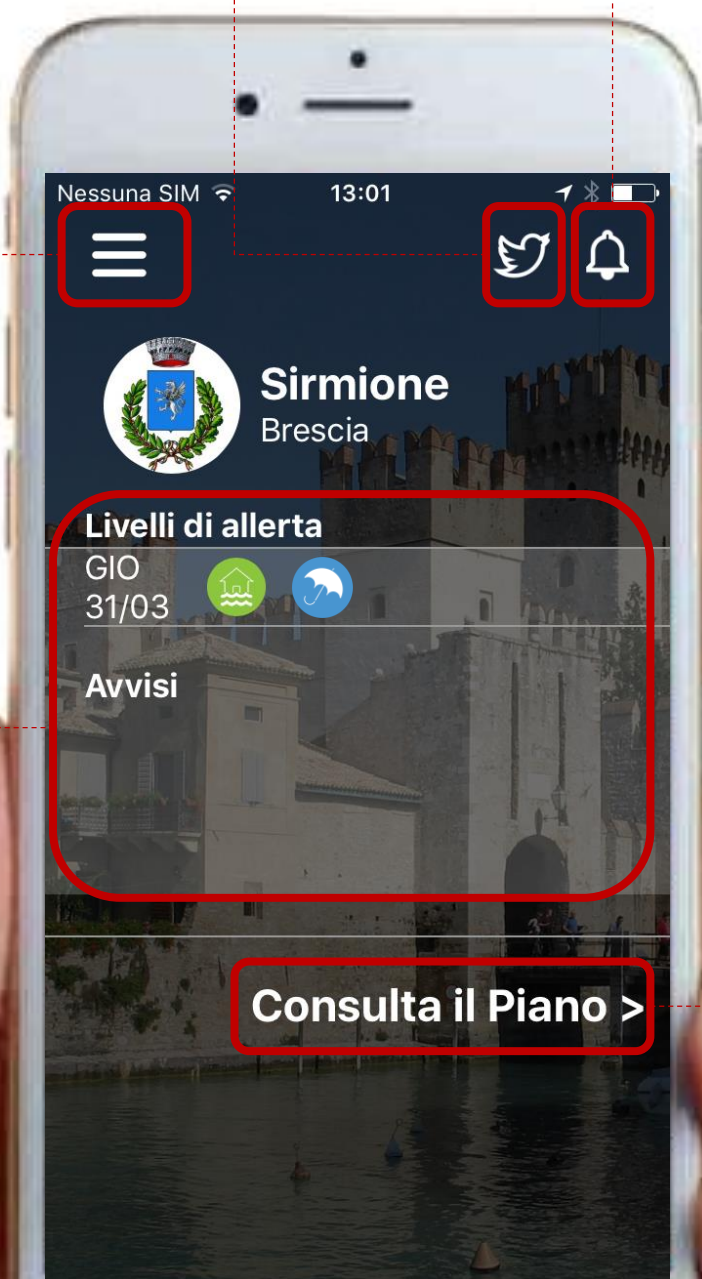 Nessuna SIM 13:01
Sirmione
Brescia
Livelli di allerta
GIO
31/03
Avvisi
Consulta il Piano >